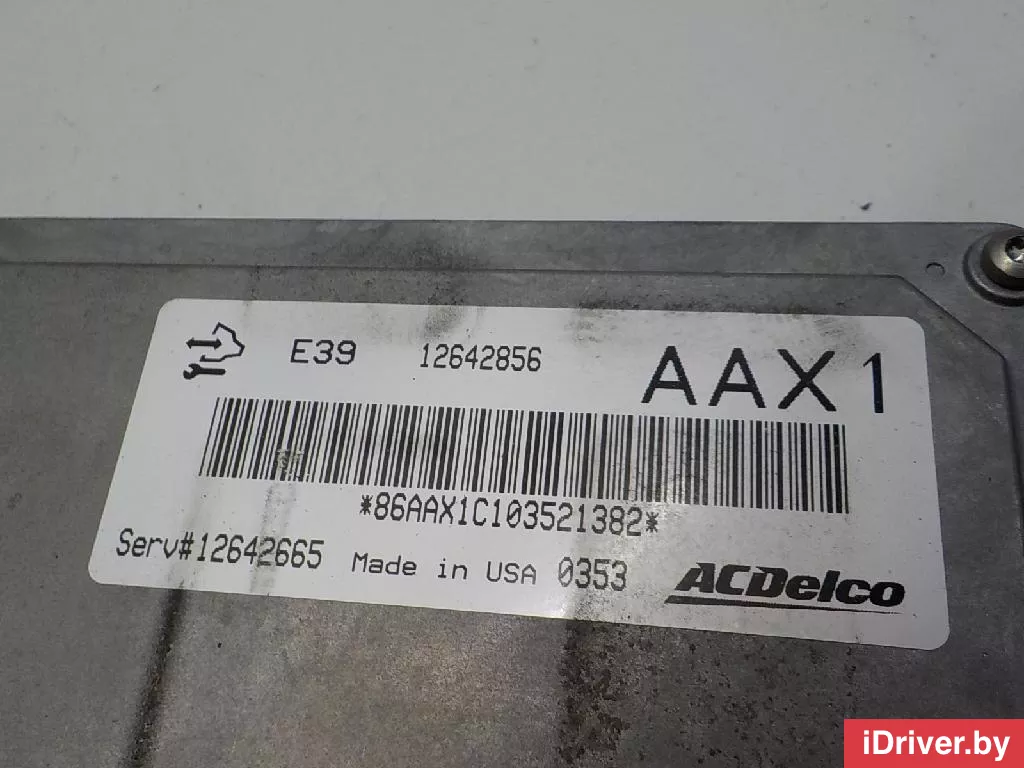 E39 12642856 AAX1
*86AAX1C103521382*
Serv#12642665 Made in USA 0353 ACDelco
iDriver.by